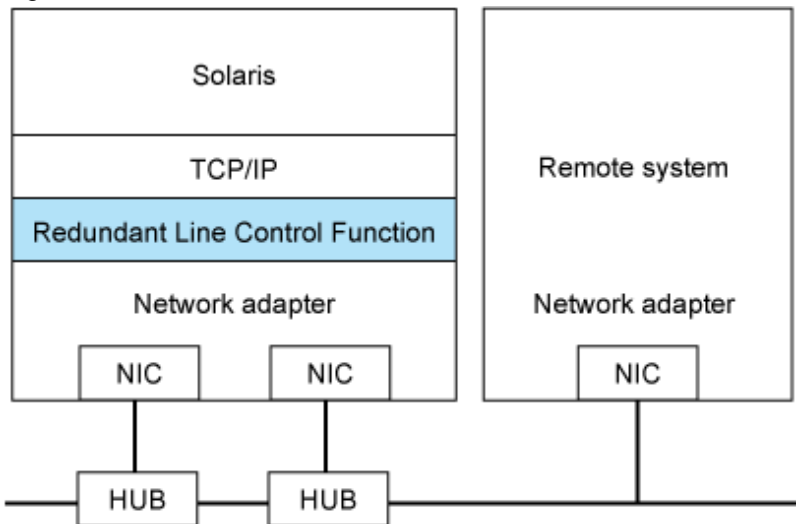 Solaris
TCP/IP
Redundant Line Control Function
Network adapter
NIC
NIC
HUB
HUB
Remote system
Network adapter
NIC